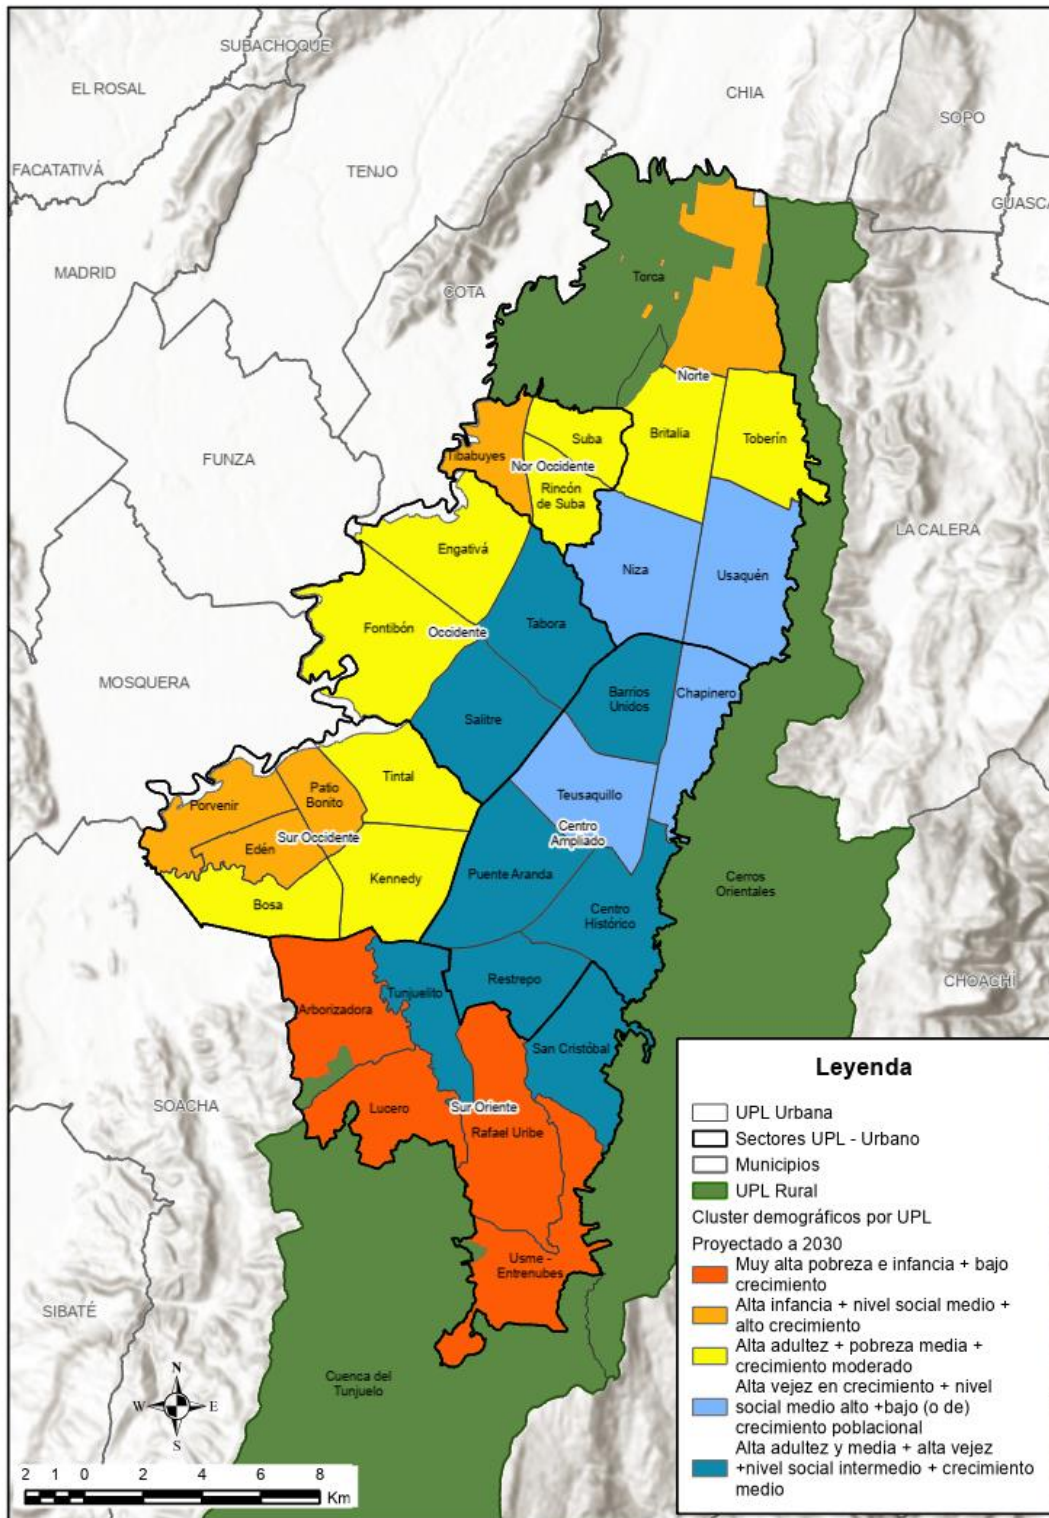 SUBACHOQUE
EL ROSAL
CHIA
SOPO
FACATATIVÁ
TENJO
GUASCA
MADRID
Torca
COTA
Norte
Britalia
Toberín
Suba
Tibabuyes
Nor Occidente
FUNZA
Rincón
de Suba
LA CALERA
Engativá
Niza
Usaquén
Fontibón
Occidente
Tabora
MOSQUERA
Chapinero
Barrios
Unidos
Salitre
Tintal
Patio
Bonito
Porvenir
Teusaquillo
Centro
Ampliado
Sur Occidente
Edén
Kennedy
Puente Aranda
Cerros
Orientales
Bosa
Centro
Histórico
Restrepo
CHOACHÍ
Tunjuelito
Arborizadora
San Cristóbal
SOACHA
Lucero
Sur Oriente
Rafael Uribe
Usme -
Entrenubes
SIBATÉ
Cuenca del
Tunjuelo
N
W E
S
2 1 0 2 4 6 8
Km
Leyenda
UPL Urbana
Sectores UPL - Urbano
Municipios
UPL Rural
Cluster demográficos por UPL
Proyectado a 2030
Muy alta pobreza e infancia + bajo
crecimiento
Alta infancia + nivel social medio +
alto crecimiento
Alta adultez + pobreza media +
crecimiento moderado
Alta vejez en crecimiento + nivel
social medio alto +bajo (o de)
crecimiento poblacional
Alta adultez y media + alta vejez
+nivel social intermedio + crecimiento
medio